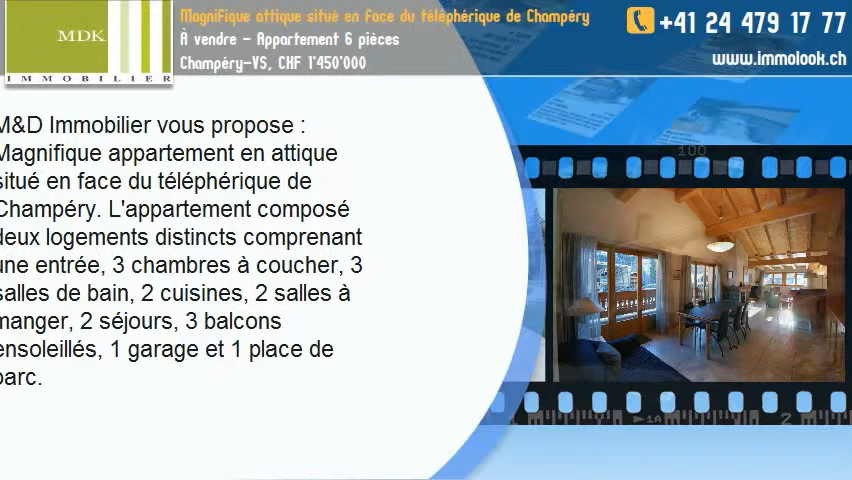 MDK
IMMOBILIER
Magnifique attique situé en face du téléphérique de Champéry
À vendre - Appartement 6 pièces
Champéry-VS, CHF 1'450'000
+41 24 479 17 77
www.immolook.ch
M&D Immobilier vous propose :
Magnifique appartement en attique
situé en face du téléphérique de
Champéry. L'appartement composé
deux logements distincts comprenant
une entrée, 3 chambres à coucher, 3
salles de bain, 2 cuisines, 2 salles à
manger, 2 séjours, 3 balcons
ensoleillés, 1 garage et 1 place de
parc.
100
1A
2